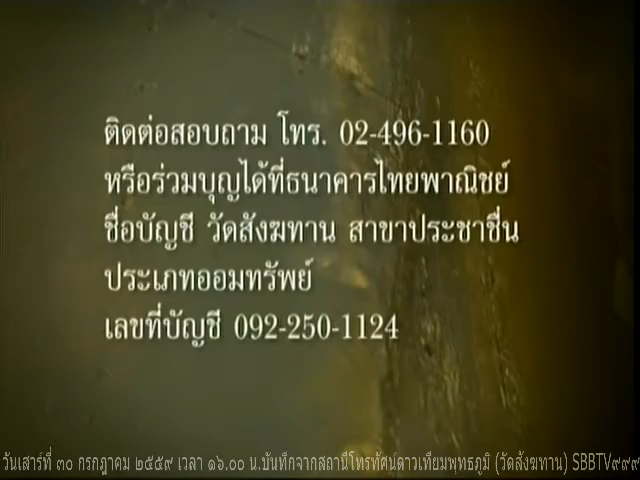 ติดต่อสอบถาม โทร. 02-496-1160
หรือร่วมบุญได้ที่ธนาคารไทยพาณิชย์
ชื่อบัญชี วัดสังฆทาน สาขาประชาชื่น
ประเภทออมทรัพย์
เลขที่บัญชี 092-250-1124
วันเสาร์ที่ ๓๐ กรกฎาคม ๒๕๕๙ เวลา ๑๖.๐๐ น.บันทึกจากสถานีโทรทัศน์ดาวเทียมพุทธภูมิ (วัดสังฆทาน) SBBTV๙๙๙